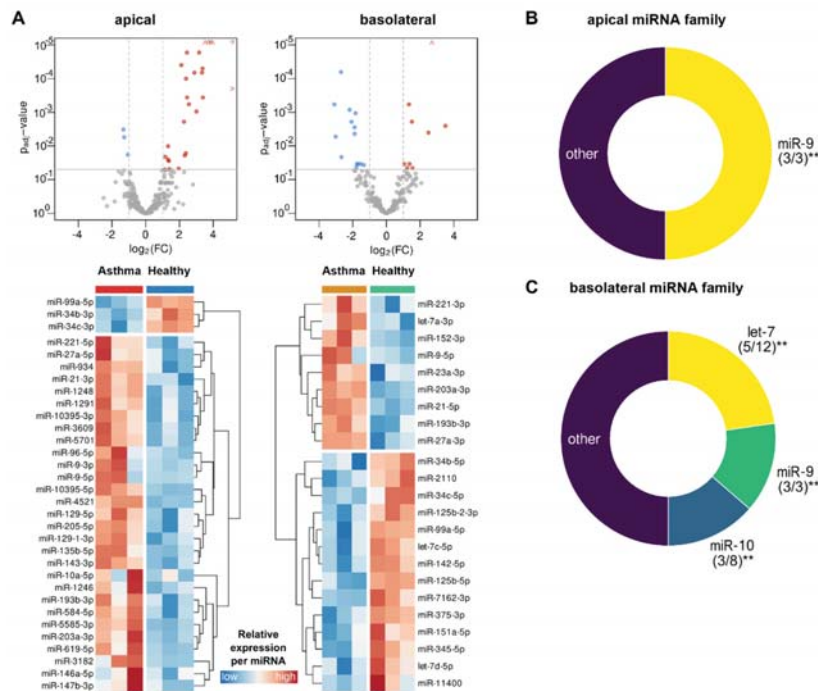 A
apical
basolateral
10-5
10-4
10-3
10-2
10-1
100
padj-value
-4 -2 0 2 4
log2(FC)
10-5
10-4
10-3
10-2
10-1
100
padj-value
-4 -2 0 2 4
log2(FC)
Asthma Healthy
miR-99a-5p
miR-34b-3p
miR-34c-3p
miR-221-5p
miR-27a-5p
miR-934
miR-21-3p
miR-1248
miR-1291
miR-10395-3p
miR-3609
miR-5701
miR-96-5p
miR-9-3p
miR-9-5p
miR-10395-5p
miR-4521
miR-129-5p
miR-205-5p
miR-129-1-3p
miR-135b-5p
miR-143-3p
miR-10a-5p
miR-1246
miR-193b-3p
miR-584-5p
miR-5585-3p
miR-203a-3p
miR-619-5p
miR-3182
miR-146a-5p
miR-147b-3p
Relative
expression
per miRNA
low high
Asthma Healthy
miR-221-3p
let-7a-3p
miR-152-3p
miR-9-5p
miR-23a-3p
miR-203a-3p
miR-21-5p
miR-193b-3p
miR-27a-3p
miR-34b-5p
miR-2110
miR-34c-5p
miR-125b-2-3p
miR-99a-5p
let-7c-5p
miR-142-5p
miR-125b-5p
miR-7162-3p
miR-375-3p
miR-151a-5p
miR-345-5p
let-7d-5p
miR-11400
B
apical miRNA family
other
miR-9
(3/3)**
C
basolateral miRNA family
let-7
(5/12)**
other
miR-9
(3/3)**
miR-10
(3/8)**